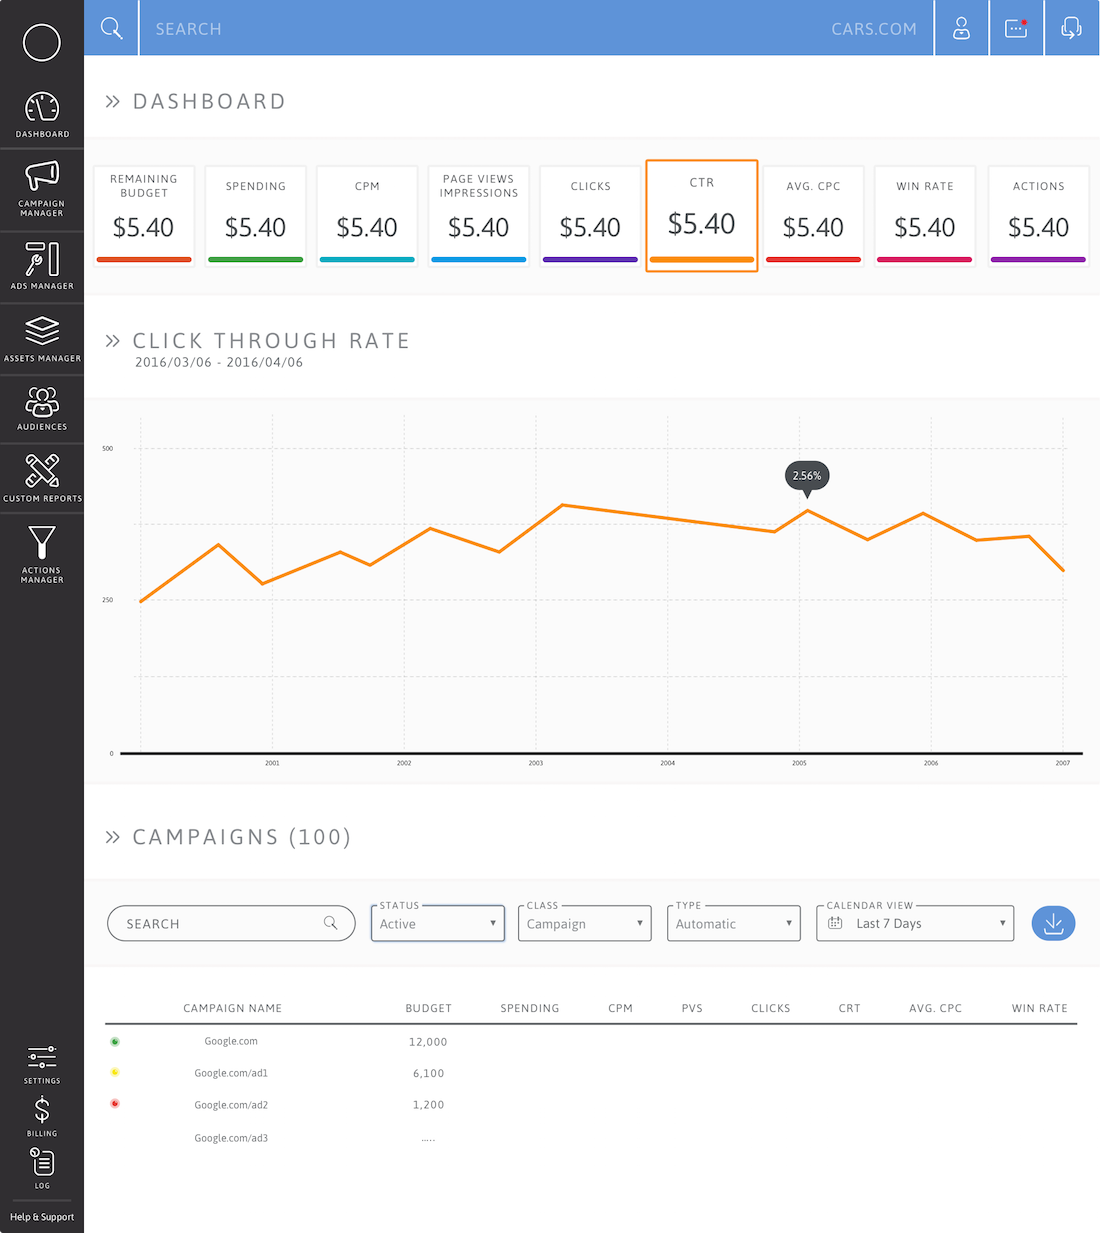 SEARCH
CARS.COM
DASHBOARD
CAMPAIGN
MANAGER
ADS MANAGER
ASSETS MANAGER
AUDIENCES
CUSTOM REPORTS
ACTIONS
MANAGER
SETTINGS
BILLING
LOG
Help & Support
» DASHBOARD
REMAINING
BUDGET
$5.40
SPENDING
$5.40
CPM
$5.40
PAGE VIEWS
IMPRESSIONS
$5.40
CLICKS
$5.40
CTR
$5.40
AVG. CPC
$5.40
WIN RATE
$5.40
ACTIONS
$5.40
» CLICK THROUGH RATE
2016/03/06 - 2016/04/06
500
250
0
2.56%
2001 2002 2003 2004 2005 2006 2007
» CAMPAIGNS (100)
SEARCH
STATUS
Active
CLASS
Campaign
TYPE
Automatic
CALENDAR VIEW
Last 7 Days
CAMPAIGN NAME BUDGET SPENDING CPM PVS CLICKS CRT AVG. CPC WIN RATE
Google.com 12,000
Google.com/ad1 6,100
Google.com/ad2 1,200
Google.com/ad3 .....